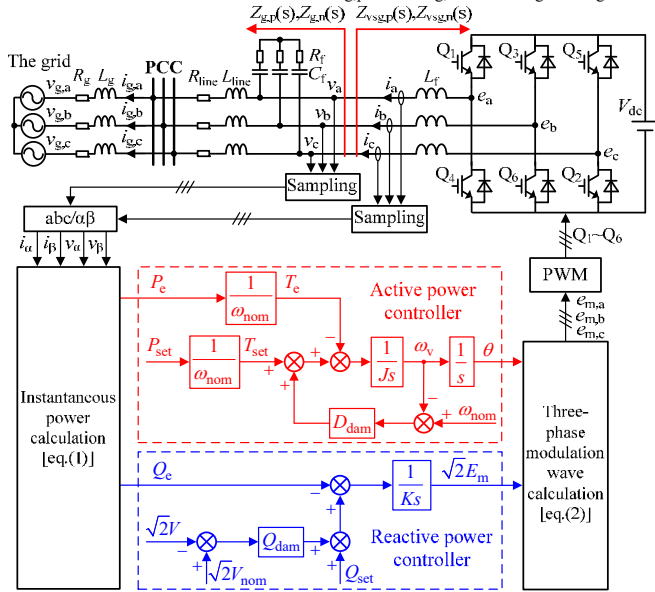 Z_g,p(s), Z_g,n(s) Z_vsg,p(s), Z_vsg,n(s)
The grid
R_g L_g PCC R_line L_line R_f C_f L_f
v_g,a i_g,a v_a i_a e_a
v_g,b i_g,b v_b i_b e_b
v_g,c i_g,c v_c i_c e_c
Q_1 Q_3 Q_5
Q_4 Q_6 Q_2
V_dc
Sampling
Sampling
abc/αβ
i_α i_β v_α v_β
Q_1~Q_6
PWM
e_m,a
e_m,b
e_m,c
Instantancous
power
calculation
[eq.(1)]
P_e 1/ω_nom T_e
Active power
controller
P_set 1/ω_nom T_set + + + − 1/Js ω_v 1/s θ
D_dam − + ω_nom
Q_e − + 1/Ks √2E_m
√2V − + Q_dam + +
√2V_nom Q_set
Reactive power
controller
Three-
phase
modulation
wave
calculation
[eq.(2)]